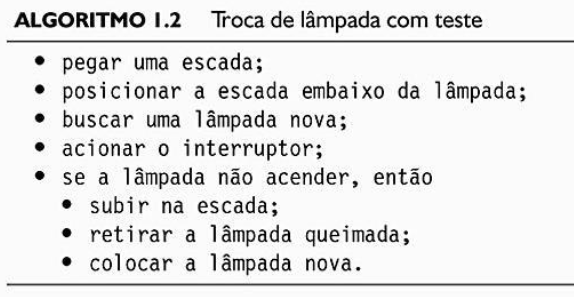 ALGORITMO 1.2 Troca de lâmpada com teste
• pegar uma escada;
• posicionar a escada embaixo da lâmpada;
• buscar uma lâmpada nova;
• acionar o interruptor;
• se a lâmpada não acender, então
• subir na escada;
• retirar a lâmpada queimada;
• colocar a lâmpada nova.